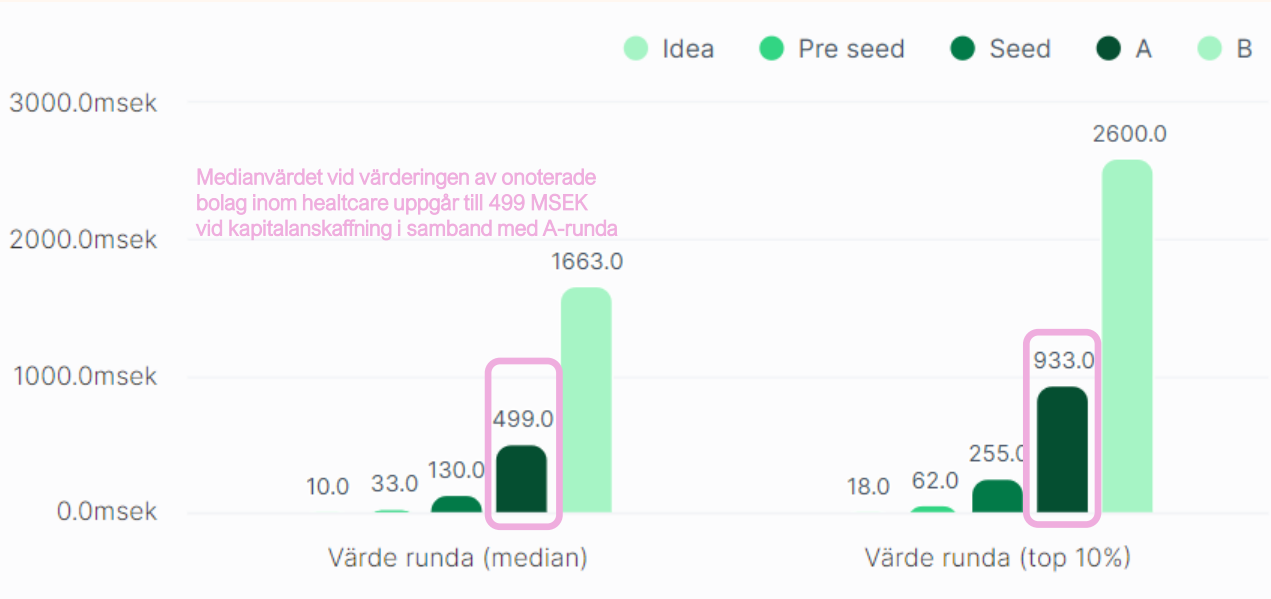 Idea Pre seed Seed A B
3000.0msek
2600.0
Medianvärdet vid värderingen av onoterade
bolag inom healtcare uppgår till 499 MSEK
vid kapitalanskaffning i samband med A-runda
2000.0msek
1663.0
1000.0msek
933.0
499.0
255.0
130.0
10.0 33.0
18.0 62.0
0.0msek
Värde runda (median) Värde runda (top 10%)